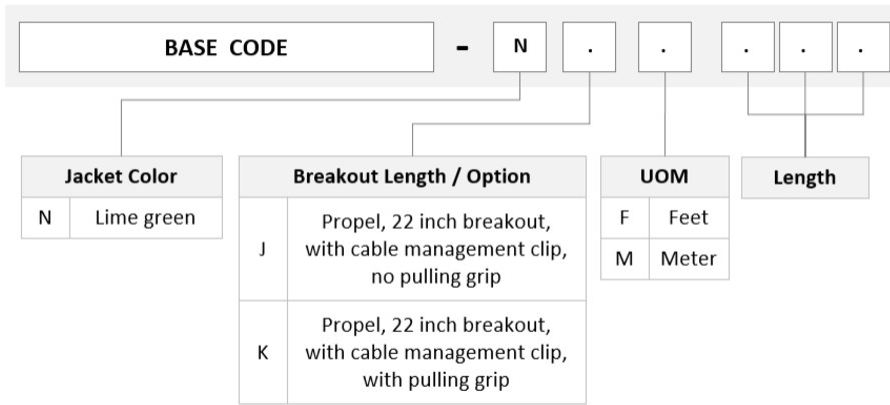 BASE CODE - N . . . . .
Jacket Color
N Lime green
Breakout Length / Option
J Propel, 22 inch breakout,
with cable management clip,
no pulling grip
K Propel, 22 inch breakout,
with cable management clip,
with pulling grip
UOM
F Feet
M Meter
Length